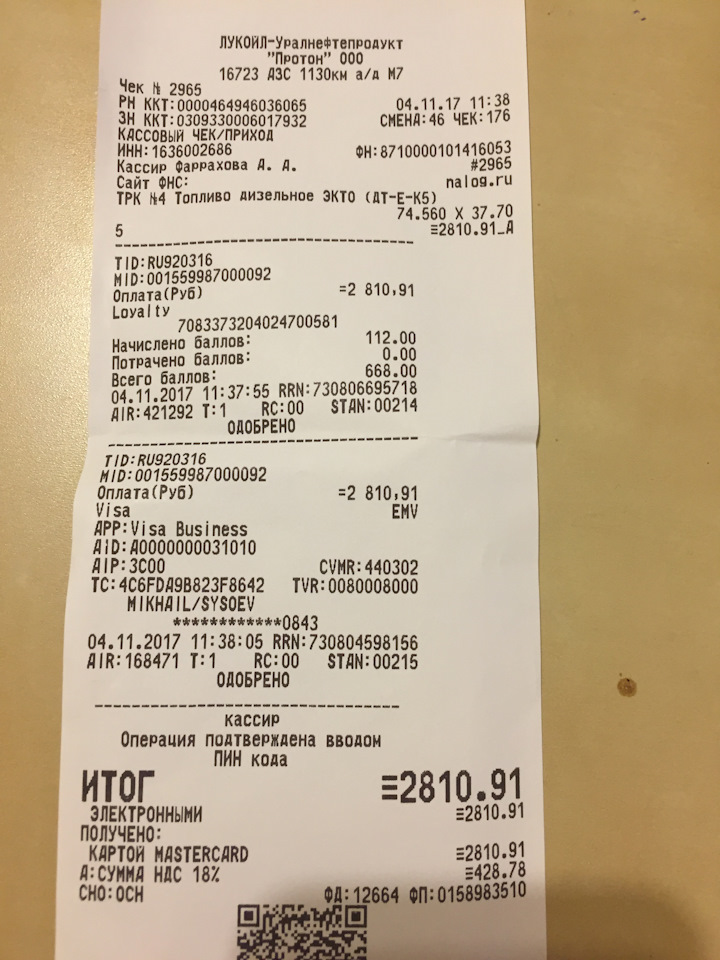 ЛУКОЙЛ-Уралнефтепродукт
"Протон" ООО
16723 АЗС 1130км а/д М7
Чек № 2965
РН ККТ:0000464946036065 04.11.17 11:38
ЗН ККТ:0309330006017932 СМЕНА:46 ЧЕК:176
КАССОВЫЙ ЧЕК/ПРИХОД
ИНН:1636002686 ФН:8710000101416053
Кассир Фаррахова А. А. #2965
Сайт ФНС: nalog.ru
ТРК №4 Топливо дизельное ЭКТО (ДТ-Е-К5)
74.560 X 37.70
5 ≡2810.91_А
TID:RU920316
MID:001559987000092
Оплата(Руб) =2 810,91
Loyalty
7083373204024700581
Начислено баллов: 112.00
Потрачено баллов: 0.00
Всего баллов: 668.00
04.11.2017 11:37:55 RRN:730806695718
AIR:421292 T:1 RC:00 STAN:00214
ОДОБРЕНО
TID:RU920316
MID:001559987000092
Оплата(Руб) =2 810,91
Visa EMV
APP:Visa Business
AID:A0000000031010
AIP:3C00 CVMR:440302
TC:4C6FDA9B823F8642 TVR:0080008000
MIKHAIL/SYSOEV
************0843
04.11.2017 11:38:05 RRN:730804598156
AIR:168471 T:1 RC:00 STAN:00215
ОДОБРЕНО
кассир
Операция подтверждена вводом
ПИН кода
ИТОГ ≡2810.91
ЭЛЕКТРОННЫМИ ≡2810.91
ПОЛУЧЕНО:
КАРТОЙ MASTERCARD ≡2810.91
А:СУММА НДС 18% ≡428.78
СНО:ОСН ФД:12664 ФП:0158983510